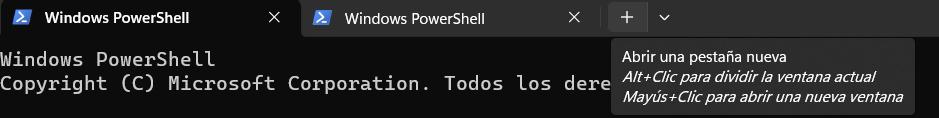 Windows PowerShell
Windows PowerShell
Abrir una pestaña nueva
Alt+Clic para dividir la ventana actual
Mayús+Clic para abrir una nueva ventana
Windows PowerShell
Copyright (C) Microsoft Corporation. Todos los dere